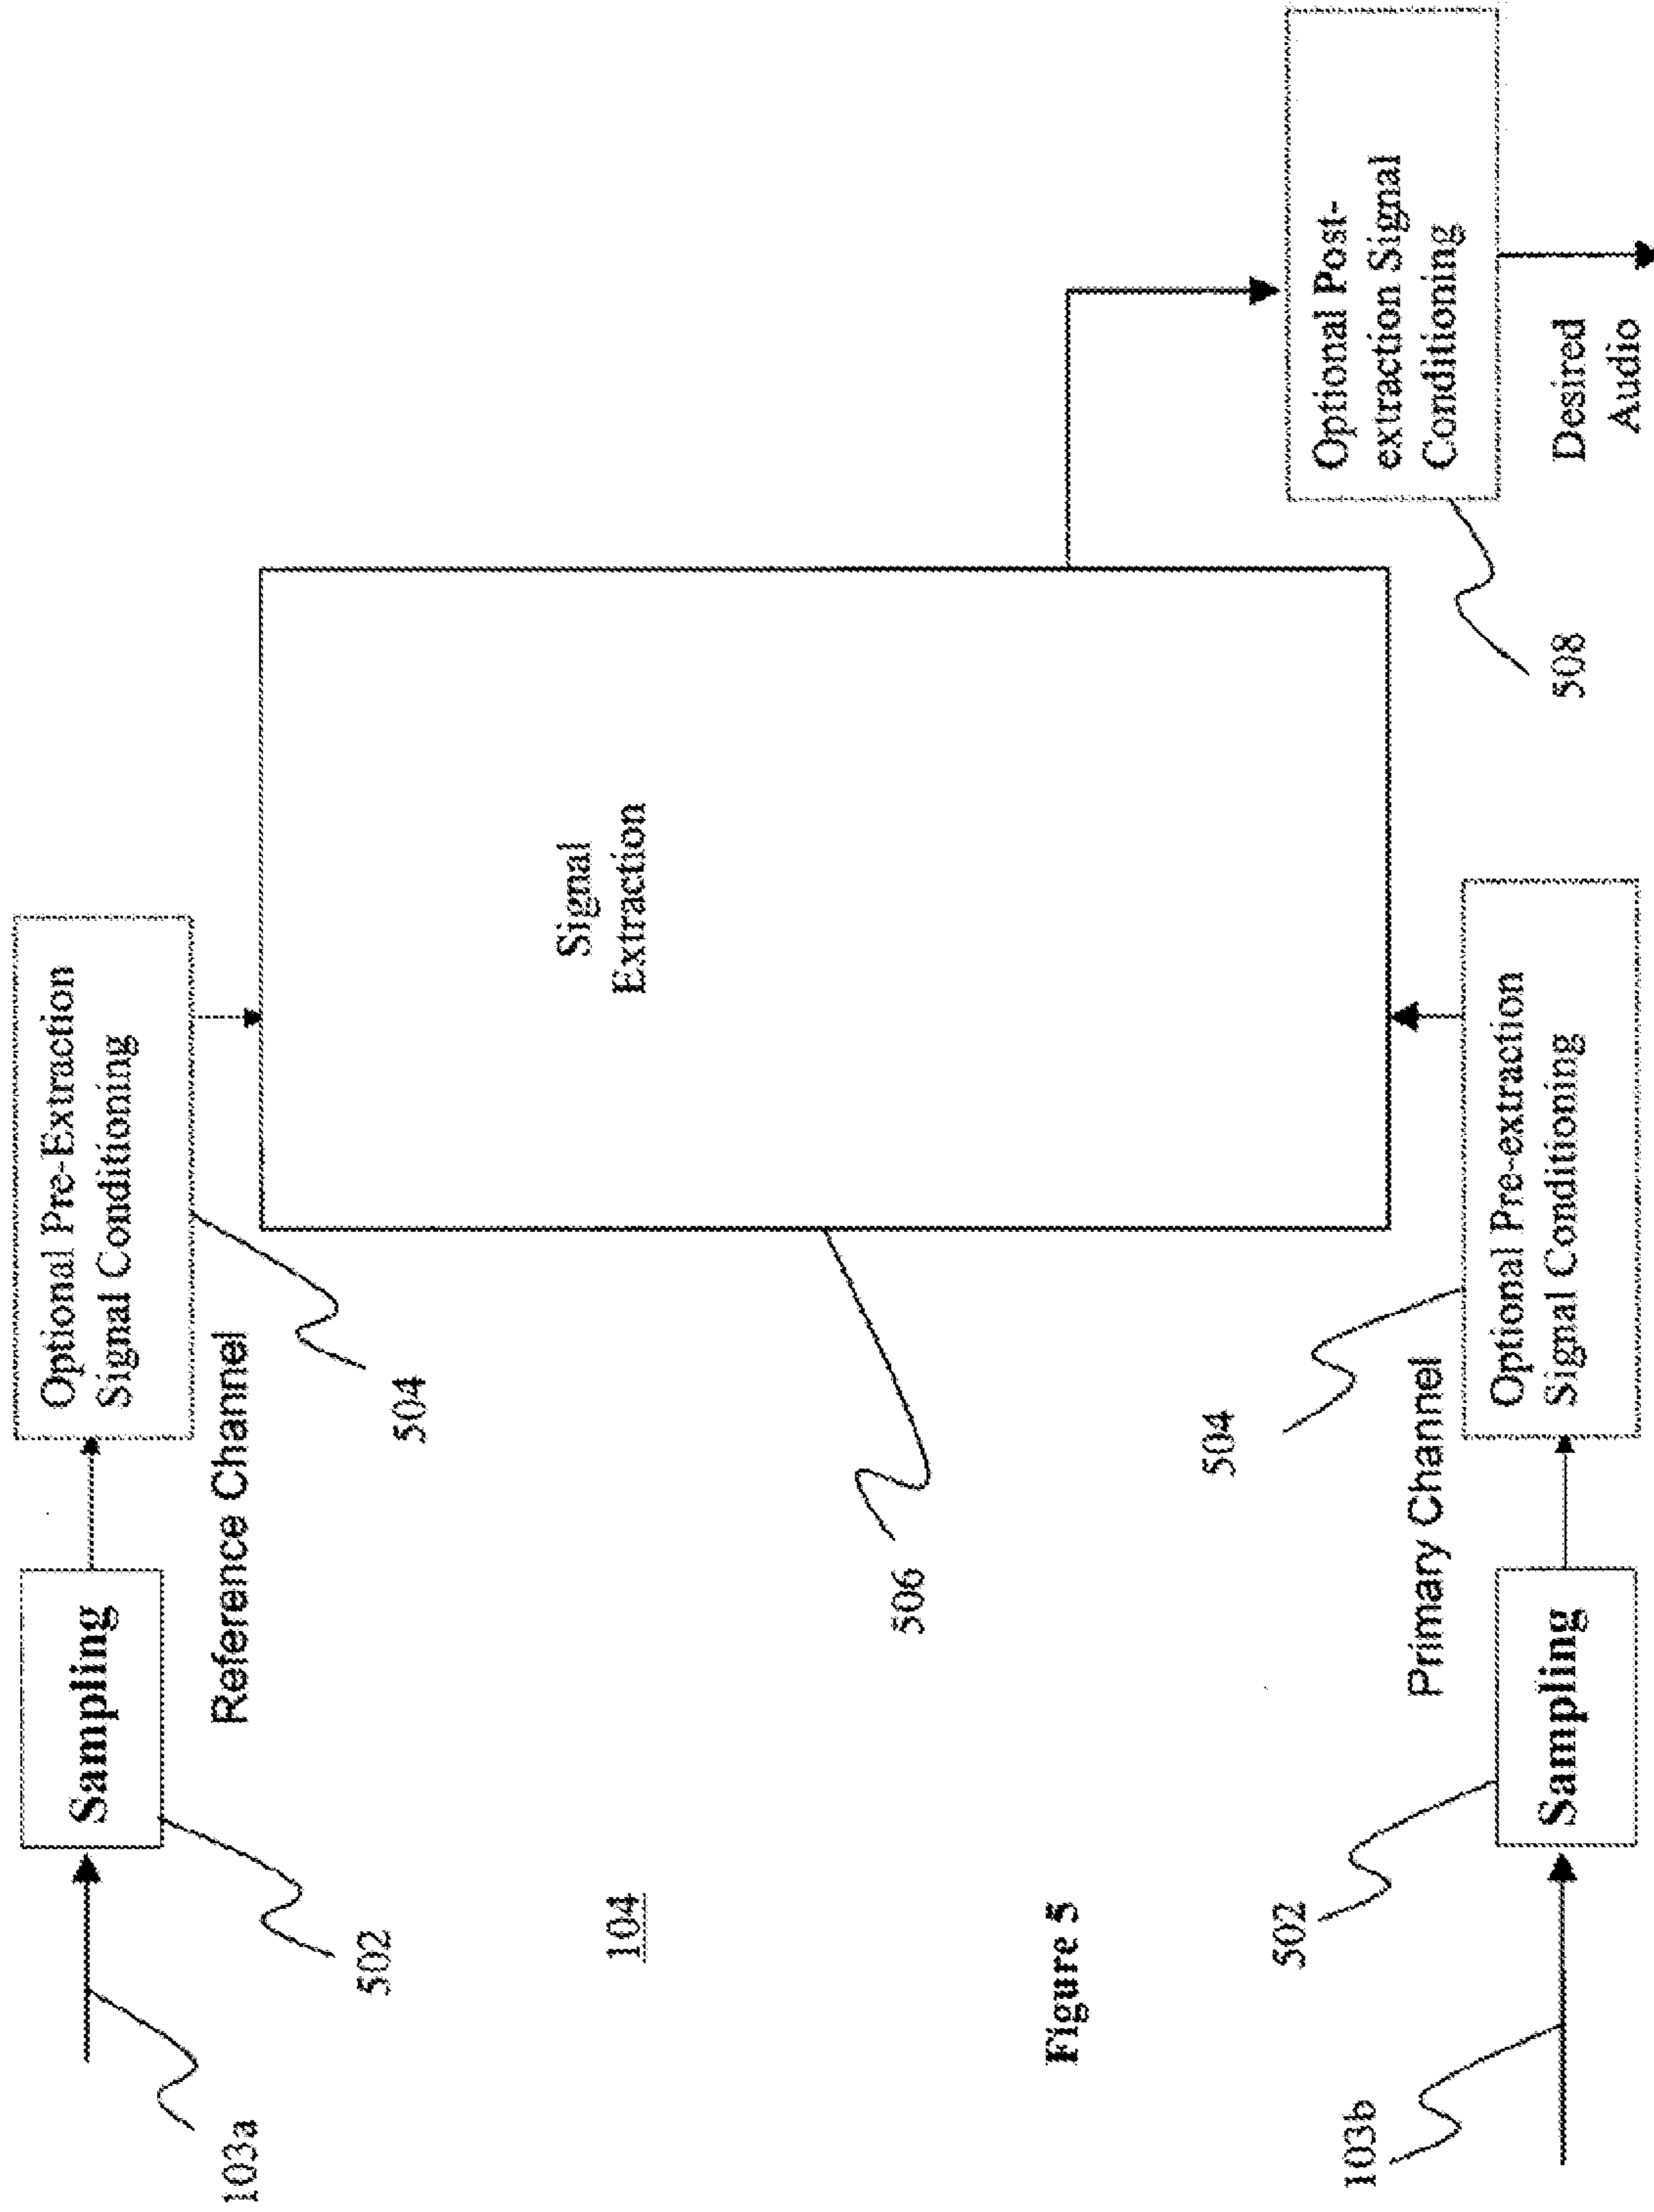 103a
Sampling
502
Reference Channel
Optional Pre-Extraction
Signal Conditioning
504
104
Signal
Extraction
506
Figure 5
103b
Sampling
502
Primary Channel
Optional Pre-extraction
Signal Conditioning
504
Optional Post-
extraction Signal
Conditioning
508
Desired
Audio